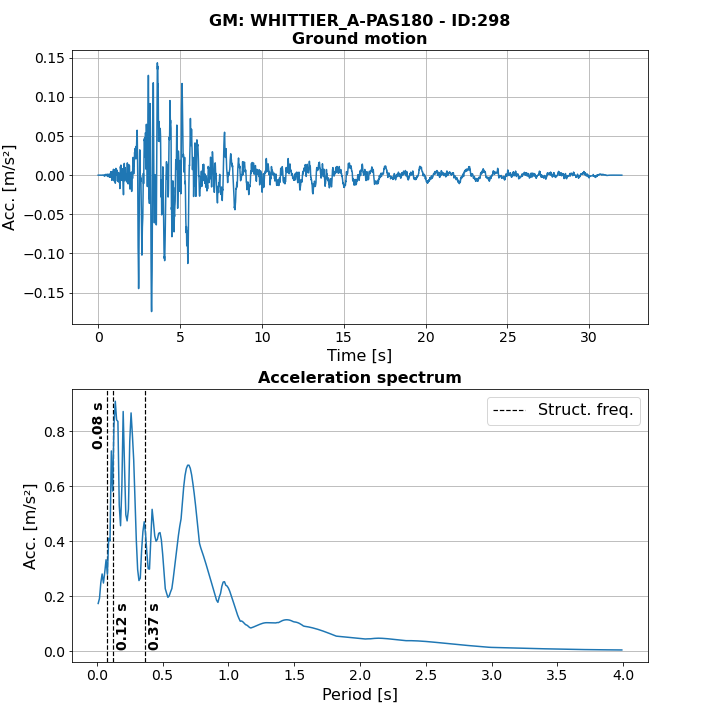 GM: WHITTIER_A-PAS180 - ID:298
Ground motion
0.15
0.10
0.05
0.00
−0.05
−0.10
−0.15
Acc. [m/s²]
0
5
10
15
20
25
30
Time [s]
Acceleration spectrum
0.8
0.6
0.4
0.2
0.0
Acc. [m/s²]
0.08 s
0.12 s
0.37 s
Struct. freq.
0.0
0.5
1.0
1.5
2.0
2.5
3.0
3.5
4.0
Period [s]